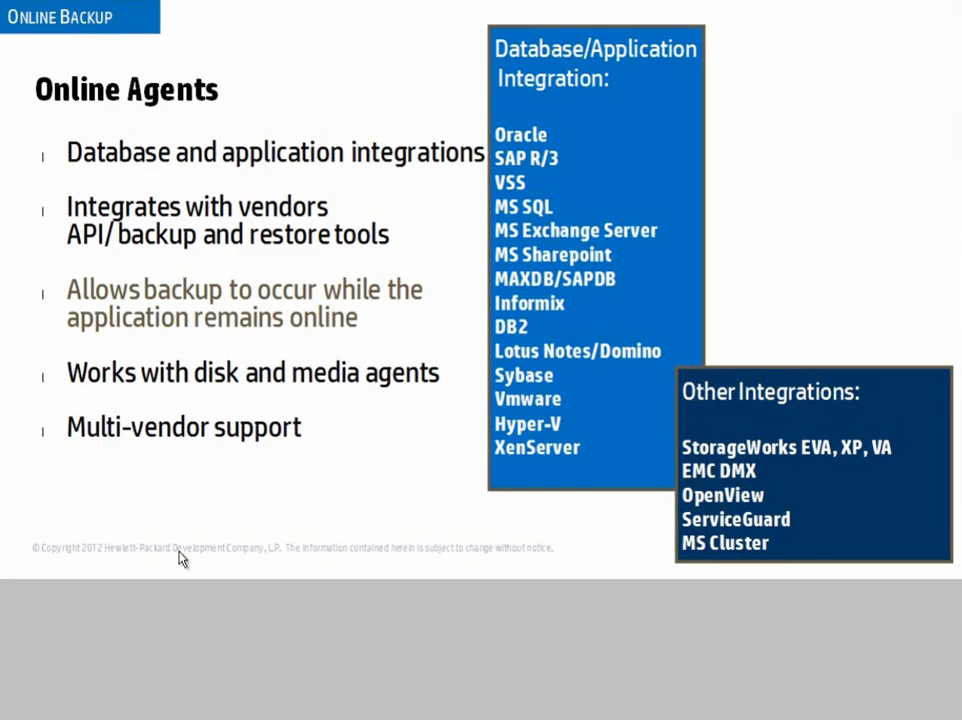 ONLINE BACKUP
Online Agents
Database and application integrations
Integrates with vendors
API/backup and restore tools
Allows backup to occur while the
application remains online
Works with disk and media agents
Multi-vendor support
Database/Application
Integration:
Oracle
SAP R/3
VSS
MS SQL
MS Exchange Server
MS Sharepoint
MAXDB/SAPDB
Informix
DB2
Lotus Notes/Domino
Sybase
Vmware
Hyper-V
XenServer
Other Integrations:
StorageWorks EVA, XP, VA
EMC DMX
OpenView
ServiceGuard
MS Cluster
© Copyright 2012 Hewlett-Packard Development Company, L.P. The information contained herein is subject to change without notice.